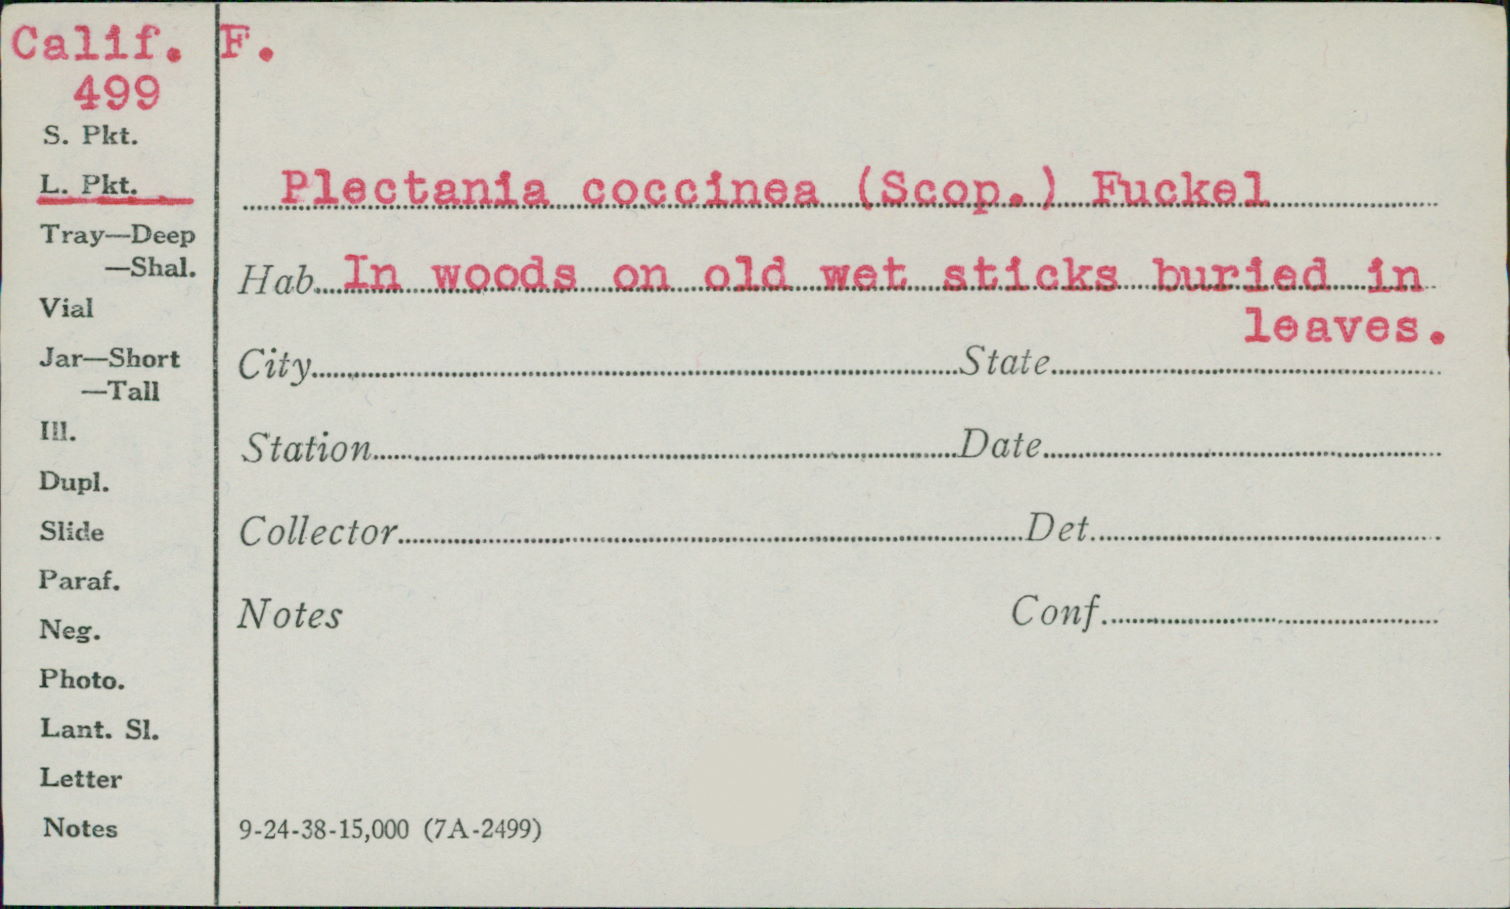 Calif. F.
499
S. Pkt.
L. Pkt.
Plectania coccinea (Scop.) Fuckel
Tray—Deep
—Shal.
Hab. In woods on old wet sticks buried in
leaves.
Vial
Jar—Short
—Tall
City State
Ill.
Station Date
Dupl.
Slide
Collector Det.
Paraf.
Neg.
Notes Conf.
Photo.
Lant. Sl.
Letter
Notes
9-24-38-15,000 (7A-2499)